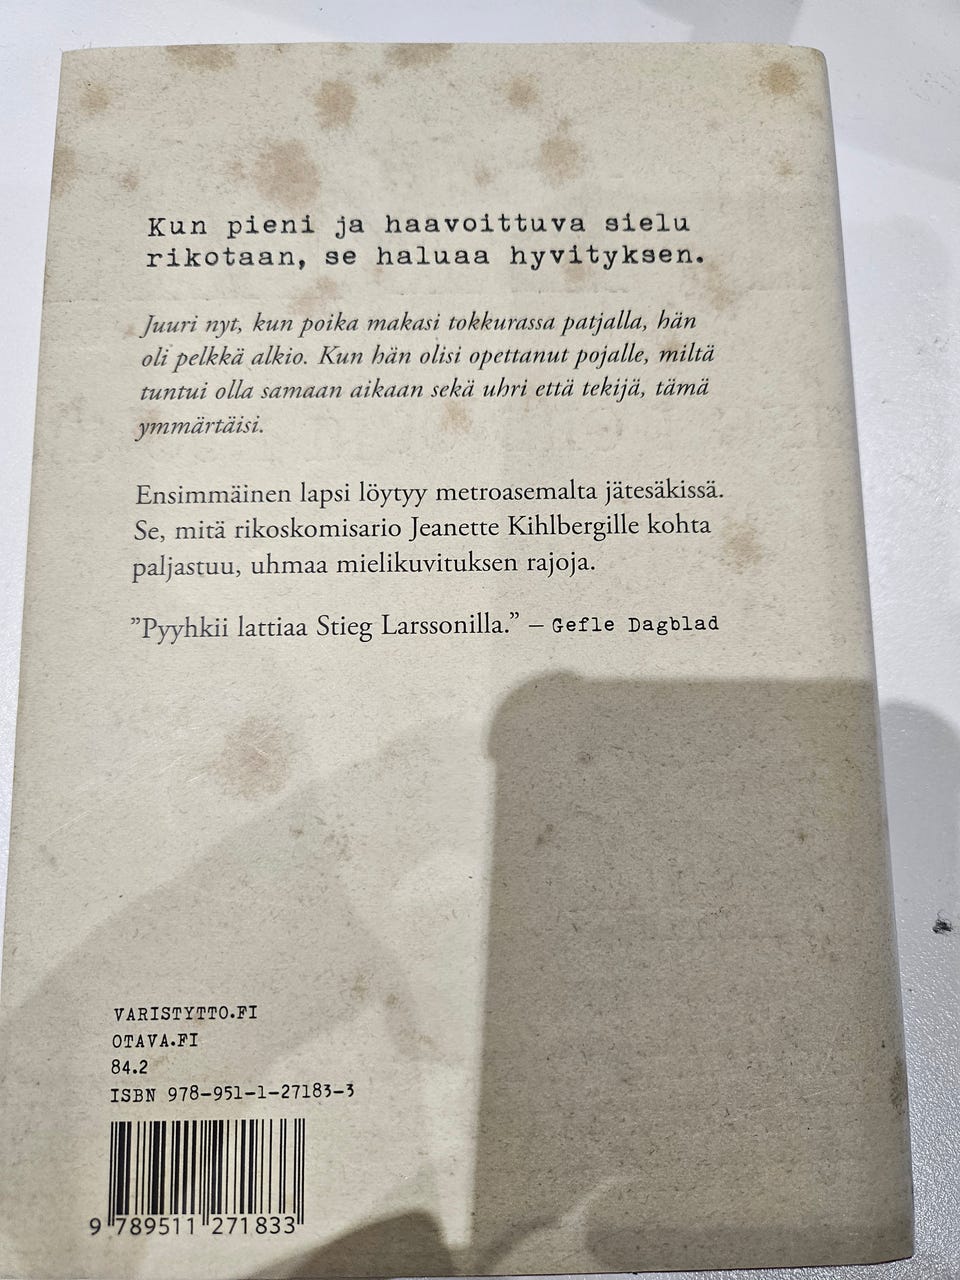 Kun pieni ja haavoittuva sielu
rikotaan, se haluaa hyvityksen.
Juuri nyt, kun poika makasi tokkurassa patjalla, hän
oli pelkkä alkio. Kun hän olisi opettanut pojalle, miltä
tuntui olla samaan aikaan sekä uhri että tekijä, tämä
ymmärtäisi.
Ensimmäinen lapsi löytyy metroasemalta jätesäkissä.
Se, mitä rikoskomisario Jeanette Kihlbergille kohta
paljastuu, uhmaa mielikuvituksen rajoja.
”Pyyhkii lattiaa Stieg Larssonilla.” – Gefle Dagblad
VARISTYTTO.FI
OTAVA.FI
84.2
ISBN 978-951-1-27183-3
9 789511 271833